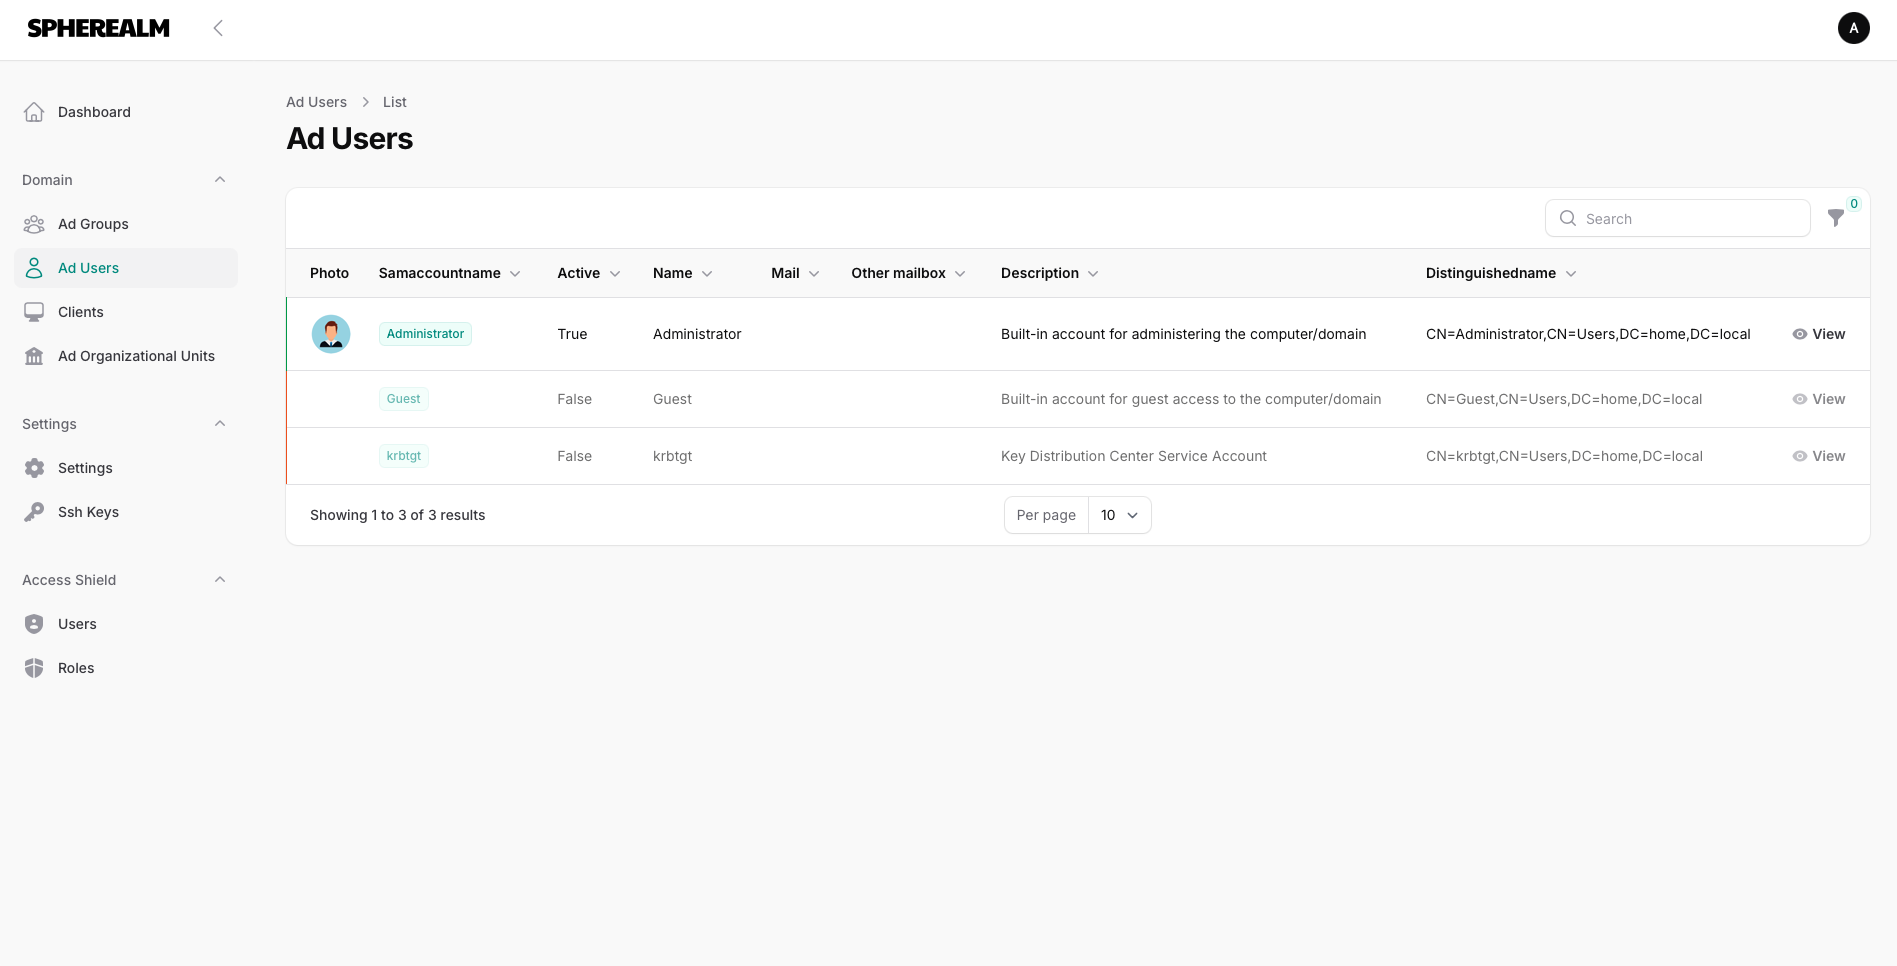 SPHEREALM
A
Dashboard
Domain
Ad Groups
Ad Users
Clients
Ad Organizational Units
Settings
Settings
Ssh Keys
Access Shield
Users
Roles
Ad Users List
Ad Users
Search
0
Photo Samaccountname Active Name Mail Other mailbox Description Distinguishedname
Administrator True Administrator Built-in account for administering the computer/domain CN=Administrator,CN=Users,DC=home,DC=local View
Guest False Guest Built-in account for guest access to the computer/domain CN=Guest,CN=Users,DC=home,DC=local View
krbtgt False krbtgt Key Distribution Center Service Account CN=krbtgt,CN=Users,DC=home,DC=local View
Showing 1 to 3 of 3 results Per page 10